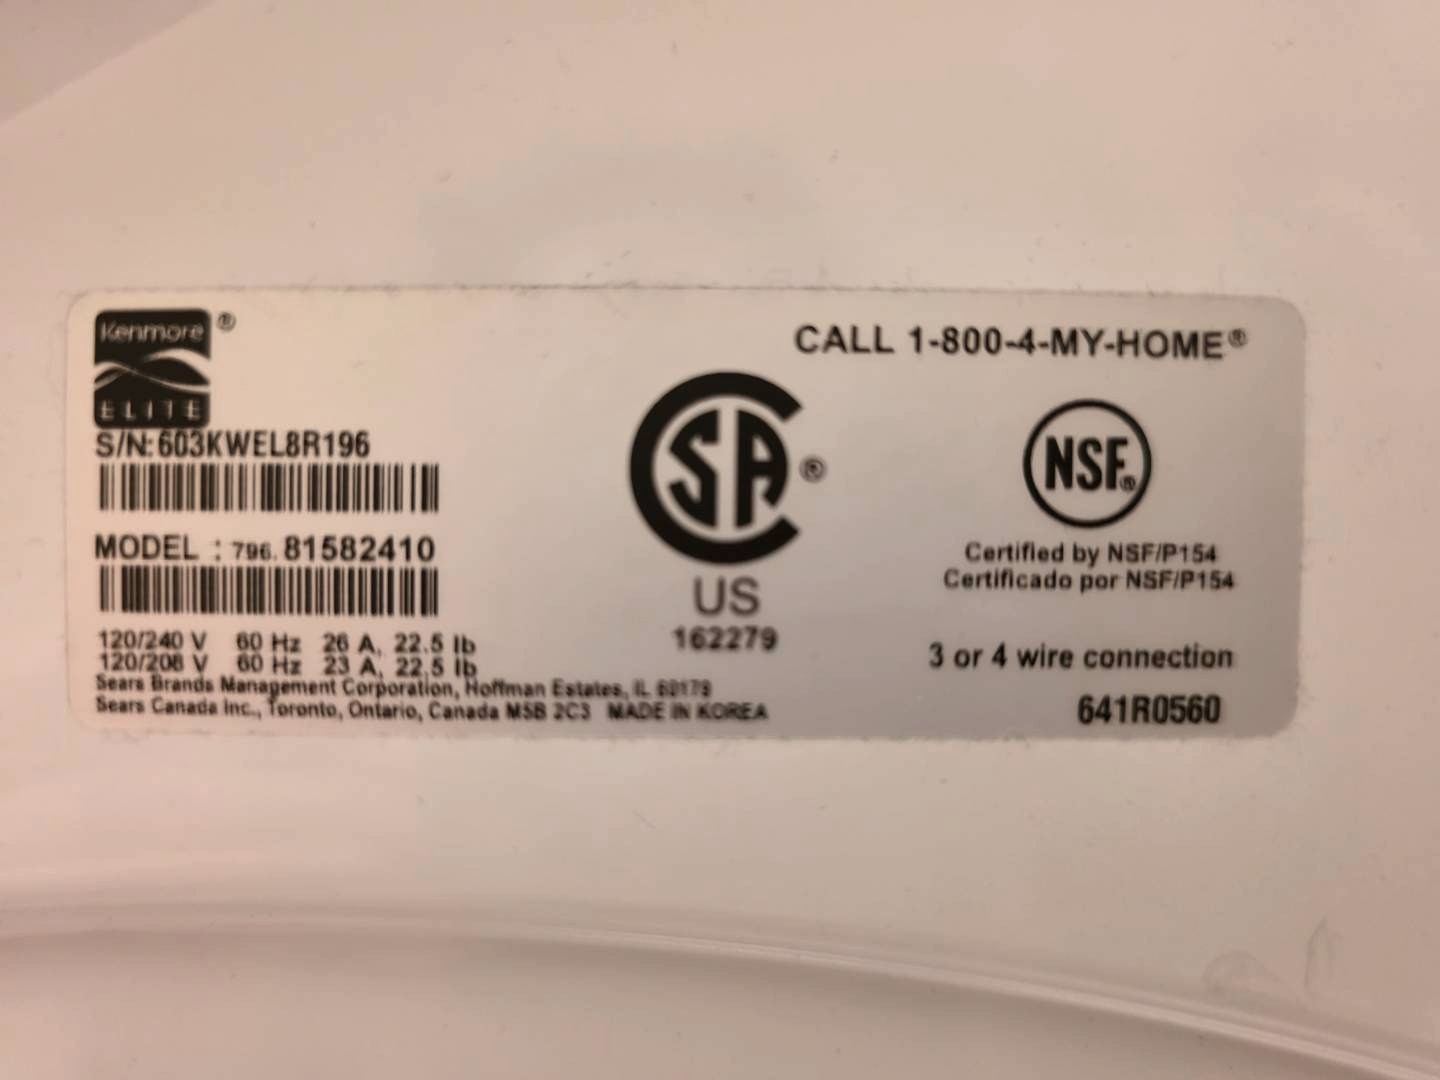 Kenmore®
ELITE
S/N:603KWEL8R196
MODEL : 796.81582410
120/240 V 60 Hz 26 A, 22.5 lb
120/208 V 60 Hz 23 A, 22.5 lb
Sears Brands Management Corporation, Hoffman Estates, IL 60179
Sears Canada Inc., Toronto, Ontario, Canada M5B 2C3 MADE IN KOREA
CSA®
US
162279
CALL 1-800-4-MY-HOME®
NSF®
Certified by NSF/P154
Certificado por NSF/P154
3 or 4 wire connection
641R0560